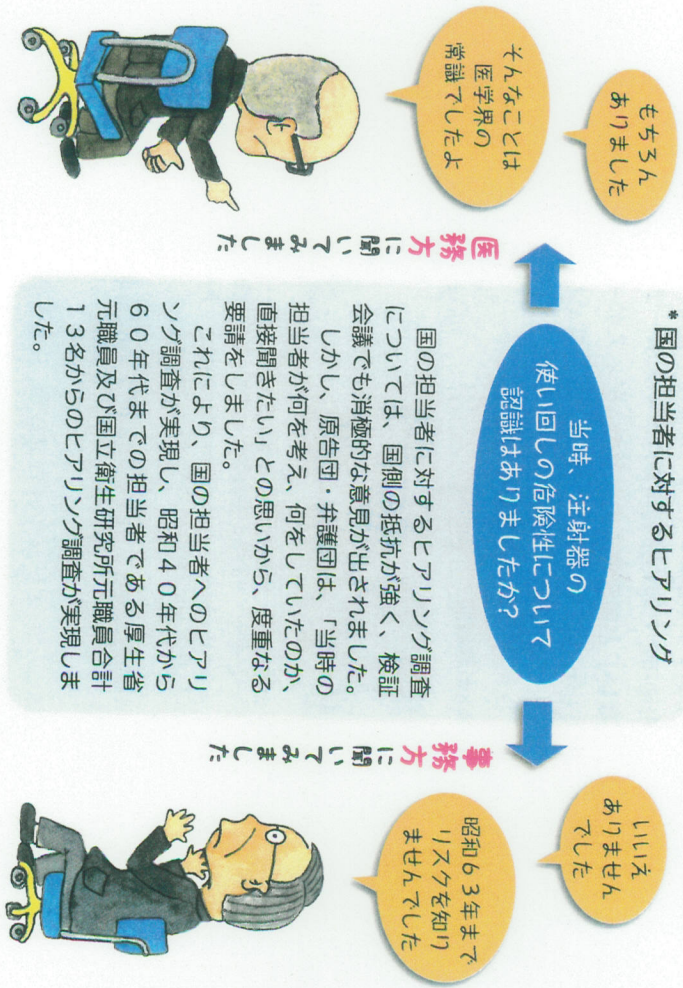 *国の担当者に対するヒアリング
当時、注射器の
使い回しの危険性について
認識はありましたか?
もちろん
ありました
そんなことは
医学界の
常識でしたよ
医務方に聞いてみました
いいえ
ありません
でした
昭和63年まで
リスクを知り
ませんでした
事務方に聞いてみました
国の担当者に対するヒアリング調査
については、国側の抵抗が強く、検証
会議でも消極的な意見が出されました。
しかし、原告団・弁護団は、「当時の
担当者が何を考え、何をしていたのか、
直接聞きたい」との思いから、度重なる
要請をしました。
これにより、国の担当者へのヒアリ
ング調査が実現し、昭和40年代から
60年代までの担当者である厚生省
元職員及び国立衛生研究所元職員合計
13名からのヒアリング調査が実現しま
した。